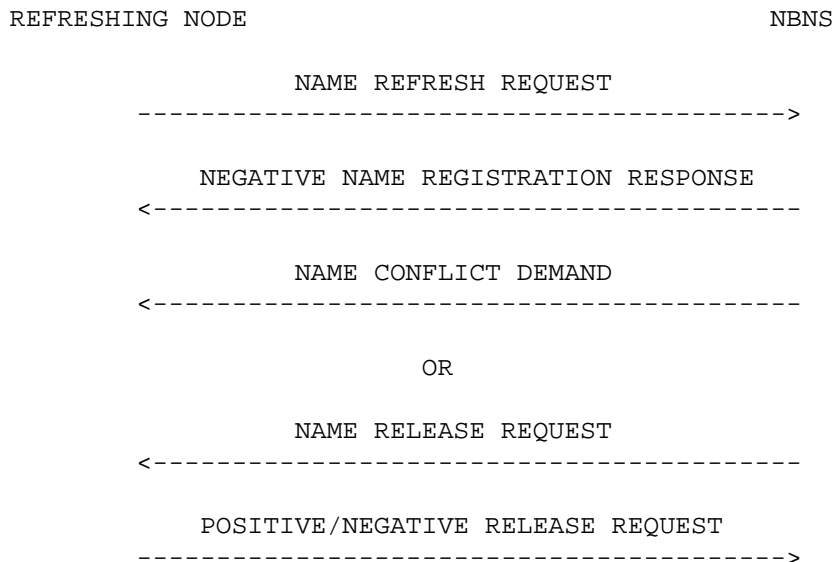 REFRESHING NODE NBNS
NAME REFRESH REQUEST
----------------------------------------->
NEGATIVE NAME REGISTRATION RESPONSE
<-----------------------------------------
NAME CONFLICT DEMAND
<-----------------------------------------
OR
NAME RELEASE REQUEST
<-----------------------------------------
POSITIVE/NEGATIVE RELEASE REQUEST
----------------------------------------->